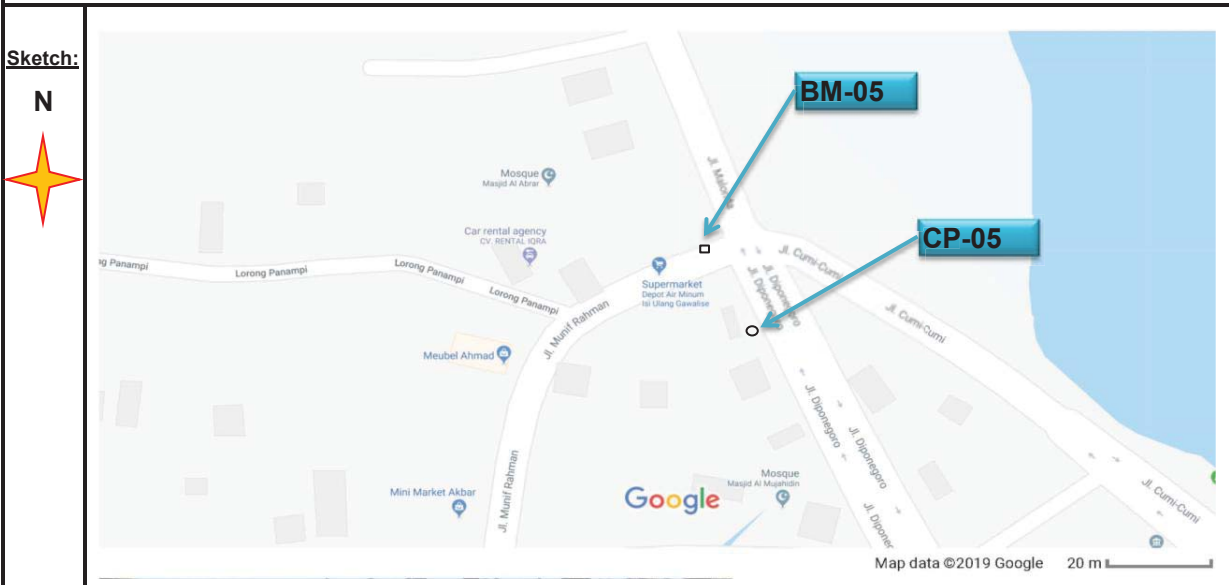 Sketch:
N
BM-05
CP-05
Mosque
Masjid Al Abrar
Car rental agency
CV. RENTAL IQRA
ng Panampi
Lorong Panampi
Lorong Panampi
Lorong Panampi
Supermarket
Depot Air Minum
Isi Ulang Gawalise
Jl. Munif Rahman
Meubel Ahmad
Jl. Cumi-Cumi
Jl. Cumi-Cumi
Jl. Diponegoro
Jl. Diponegoro
Jl. Diponegoro
Jl. Diponegoro
Mosque
Masjid Al Mujahidin
Mini Market Akbar
Jl. Munif Rahman
Google
Jl. Dipone
Jl. Cumi-Cumi
Map data ©2019 Google 20 m